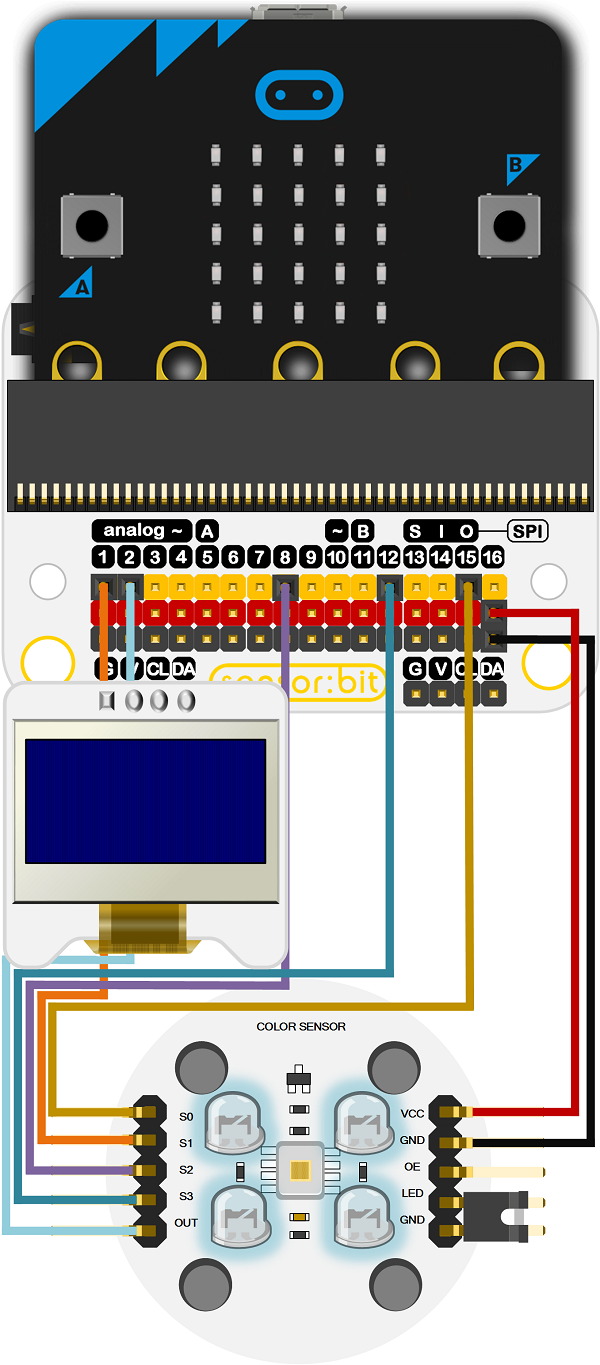 B
A
analog ~ A ~ B S I O SPI
1 2 3 4 5 6 7 8 9 10 11 12 13 14 15 16
G V CL DA sensor:bit G V CL DA
COLOR SENSOR
S0 VCC
S1 GND
S2 OE
S3 LED
OUT GND